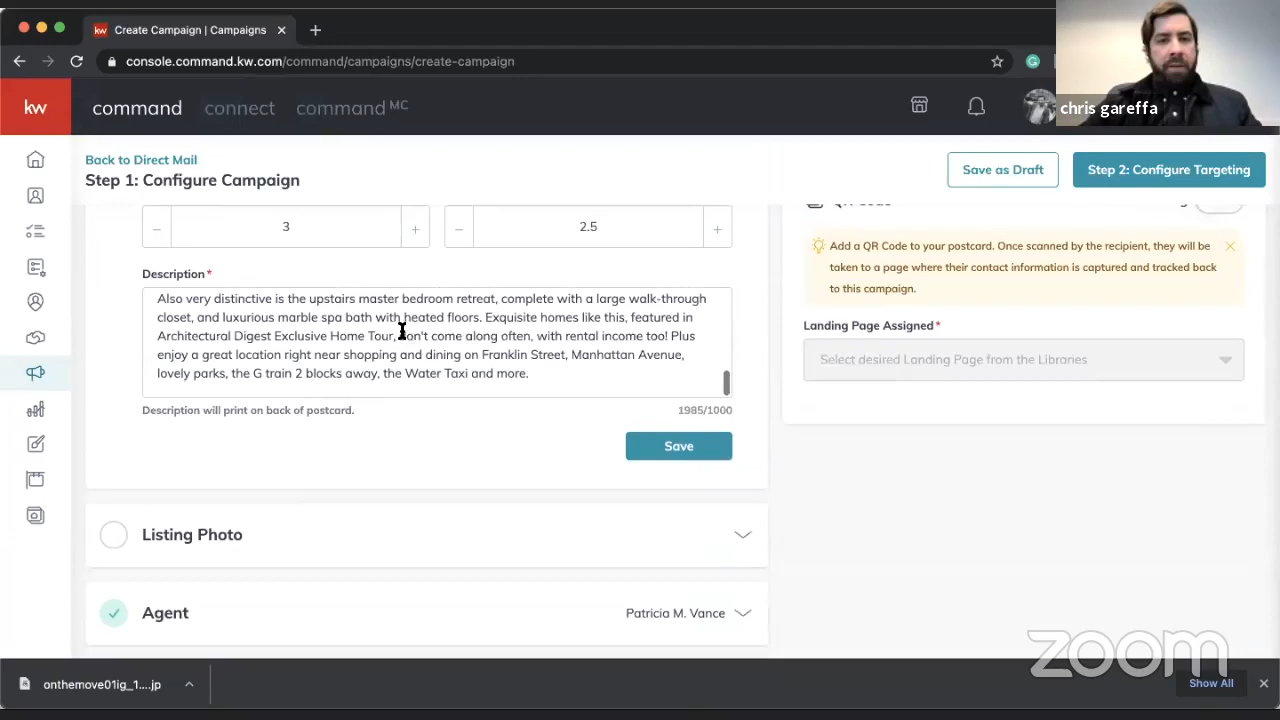 kw
Create Campaign | Campaigns
console.command.kw.com/command/campaigns/create-campaign
kw
command
connect
command MC
chris gareffa
Back to Direct Mail
Step 1: Configure Campaign
Save as Draft
Step 2: Configure Targeting
3
2.5
Add a QR Code to your postcard. Once scanned by the recipient, they will be
taken to a page where their contact information is captured and tracked back
to this campaign.
Description*
Also very distinctive is the upstairs master bedroom retreat, complete with a large walk-through
closet, and luxurious marble spa bath with heated floors. Exquisite homes like this, featured in
Architectural Digest Exclusive Home Tour, don't come along often, with rental income too! Plus
enjoy a great location right near shopping and dining on Franklin Street, Manhattan Avenue,
lovely parks, the G train 2 blocks away, the Water Taxi and more.
Landing Page Assigned*
Select desired Landing Page from the Libraries
Description will print on back of postcard.
1985/1000
Save
Listing Photo
Agent
Patricia M. Vance
zoom
onthemove01ig_1....jp
Show All